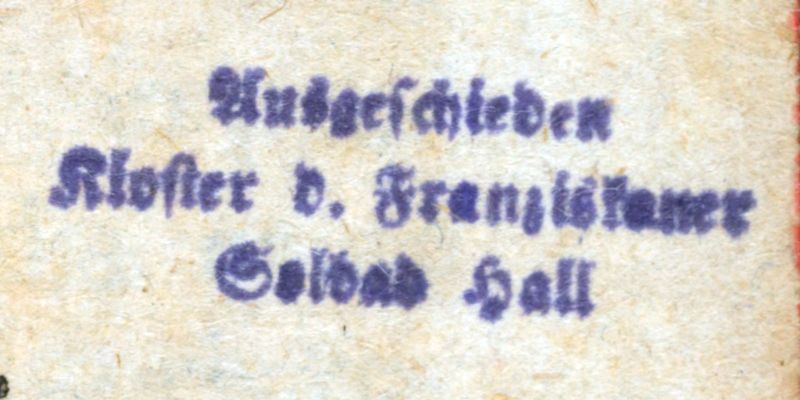 Ausgeschieden
Kloster d. Franziskaner
Solbad Hall